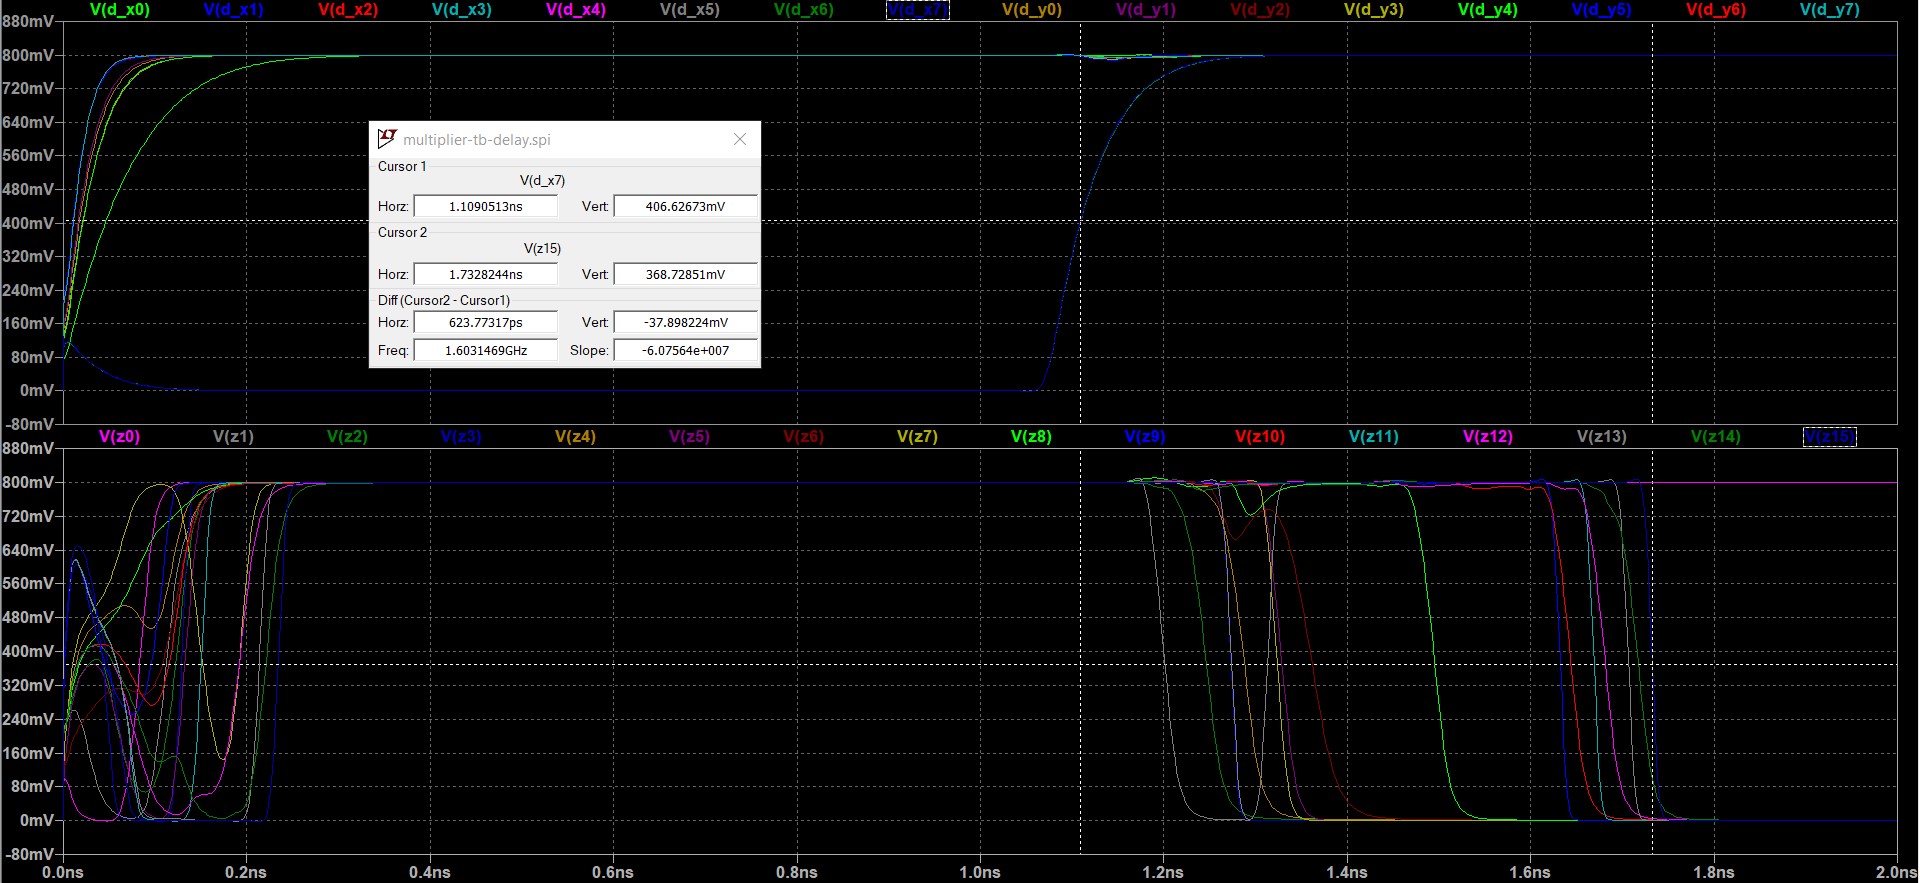 V(d_x0) V(d_x1) V(d_x2) V(d_x3) V(d_x4) V(d_x5) V(d_x6) V(d_x7) V(d_y0) V(d_y1) V(d_y2) V(d_y3) V(d_y4) V(d_y5) V(d_y6) V(d_y7)
880mV
800mV
720mV
640mV
560mV
480mV
400mV
320mV
240mV
160mV
80mV
0mV
-80mV
multiplier-tb-delay.spi
Cursor 1
V(d_x7)
Horz: 1.1090513ns Vert: 406.62673mV
Cursor 2
V(z15)
Horz: 1.7328244ns Vert: 368.72851mV
Diff (Cursor2 - Cursor1)
Horz: 623.77317ps Vert: -37.898224mV
Freq: 1.6031469GHz Slope: -6.07564e+007
V(z0) V(z1) V(z2) V(z3) V(z4) V(z5) V(z6) V(z7) V(z8) V(z9) V(z10) V(z11) V(z12) V(z13) V(z14) V(z15)
880mV
800mV
720mV
640mV
560mV
480mV
400mV
320mV
240mV
160mV
80mV
0mV
-80mV
0.0ns 0.2ns 0.4ns 0.6ns 0.8ns 1.0ns 1.2ns 1.4ns 1.6ns 1.8ns 2.0ns